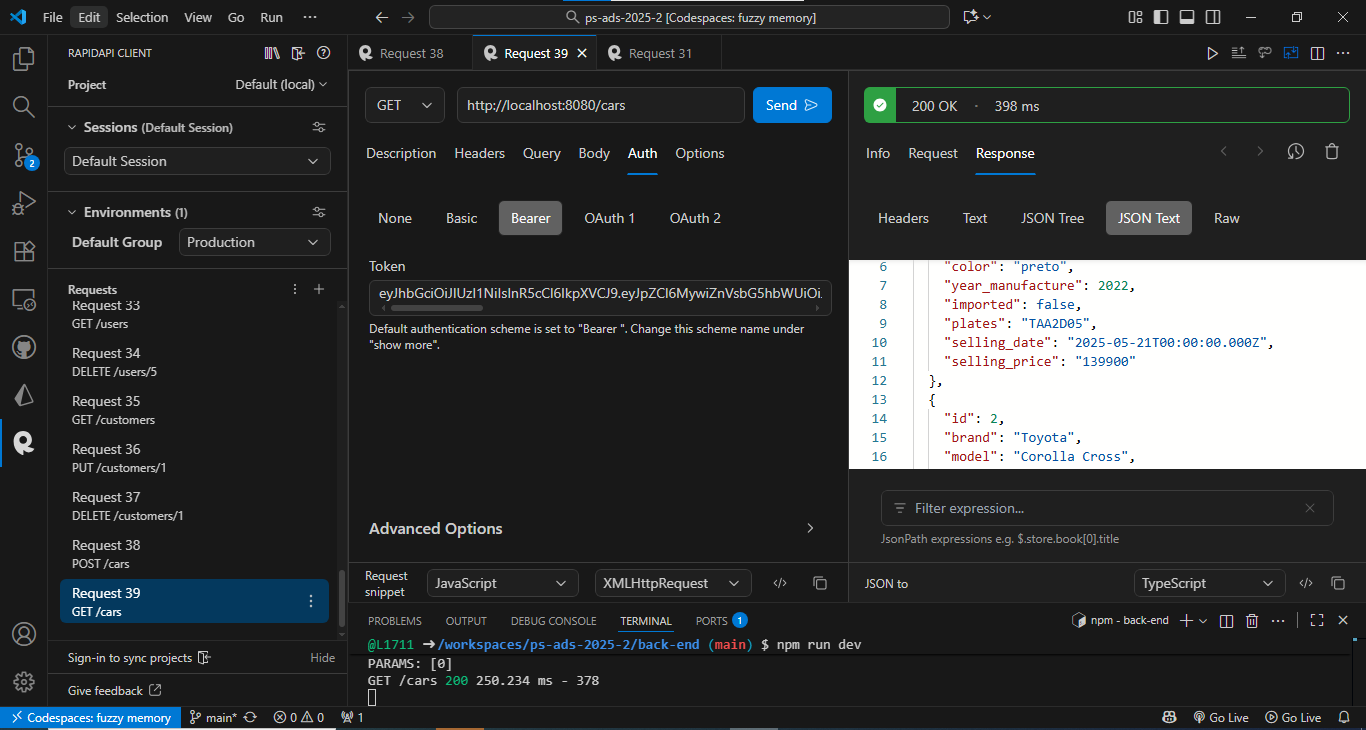 File Edit Selection View Go Run ···
ps-ads-2025-2 [Codespaces: fuzzy memory]
RAPIDAPI CLIENT
Project Default (local)
Sessions (Default Session)
Default Session
Environments (1)
Default Group Production
Requests
Request 33
GET /users
Request 34
DELETE /users/5
Request 35
GET /customers
Request 36
PUT /customers/1
Request 37
DELETE /customers/1
Request 38
POST /cars
Request 39
GET /cars
Sign-in to sync projects Hide
Give feedback
2
Request 38 Request 39 Request 31
GET http://localhost:8080/cars Send
Description Headers Query Body Auth Options
None Basic Bearer OAuth 1 OAuth 2
Token
eyJhbGciOiJIUzI1NiIsInR5cCI6IkpXVCJ9.eyJpZCI6MywiZnVsbG5hbWUiOi
Default authentication scheme is set to "Bearer ". Change this scheme name under
"show more".
Advanced Options
Request
snippet
JavaScript XMLHttpRequest
200 OK · 398 ms
Info Request Response
Headers Text JSON Tree JSON Text Raw
6 "color": "preto",
7 "year_manufacture": 2022,
8 "imported": false,
9 "plates": "TAA2D05",
10 "selling_date": "2025-05-21T00:00:00.000Z",
11 "selling_price": "139900"
12 },
13 {
14 "id": 2,
15 "brand": "Toyota",
16 "model": "Corolla Cross",
Filter expression...
JsonPath expressions e.g. $.store.book[0].title
JSON to TypeScript
PROBLEMS OUTPUT DEBUG CONSOLE TERMINAL PORTS 1 npm - back-end
@L1711 ➜ /workspaces/ps-ads-2025-2/back-end (main) $ npm run dev
PARAMS: [0]
GET /cars 200 250.234 ms - 378
Codespaces: fuzzy memory main* 0 0 1 Go Live Go Live